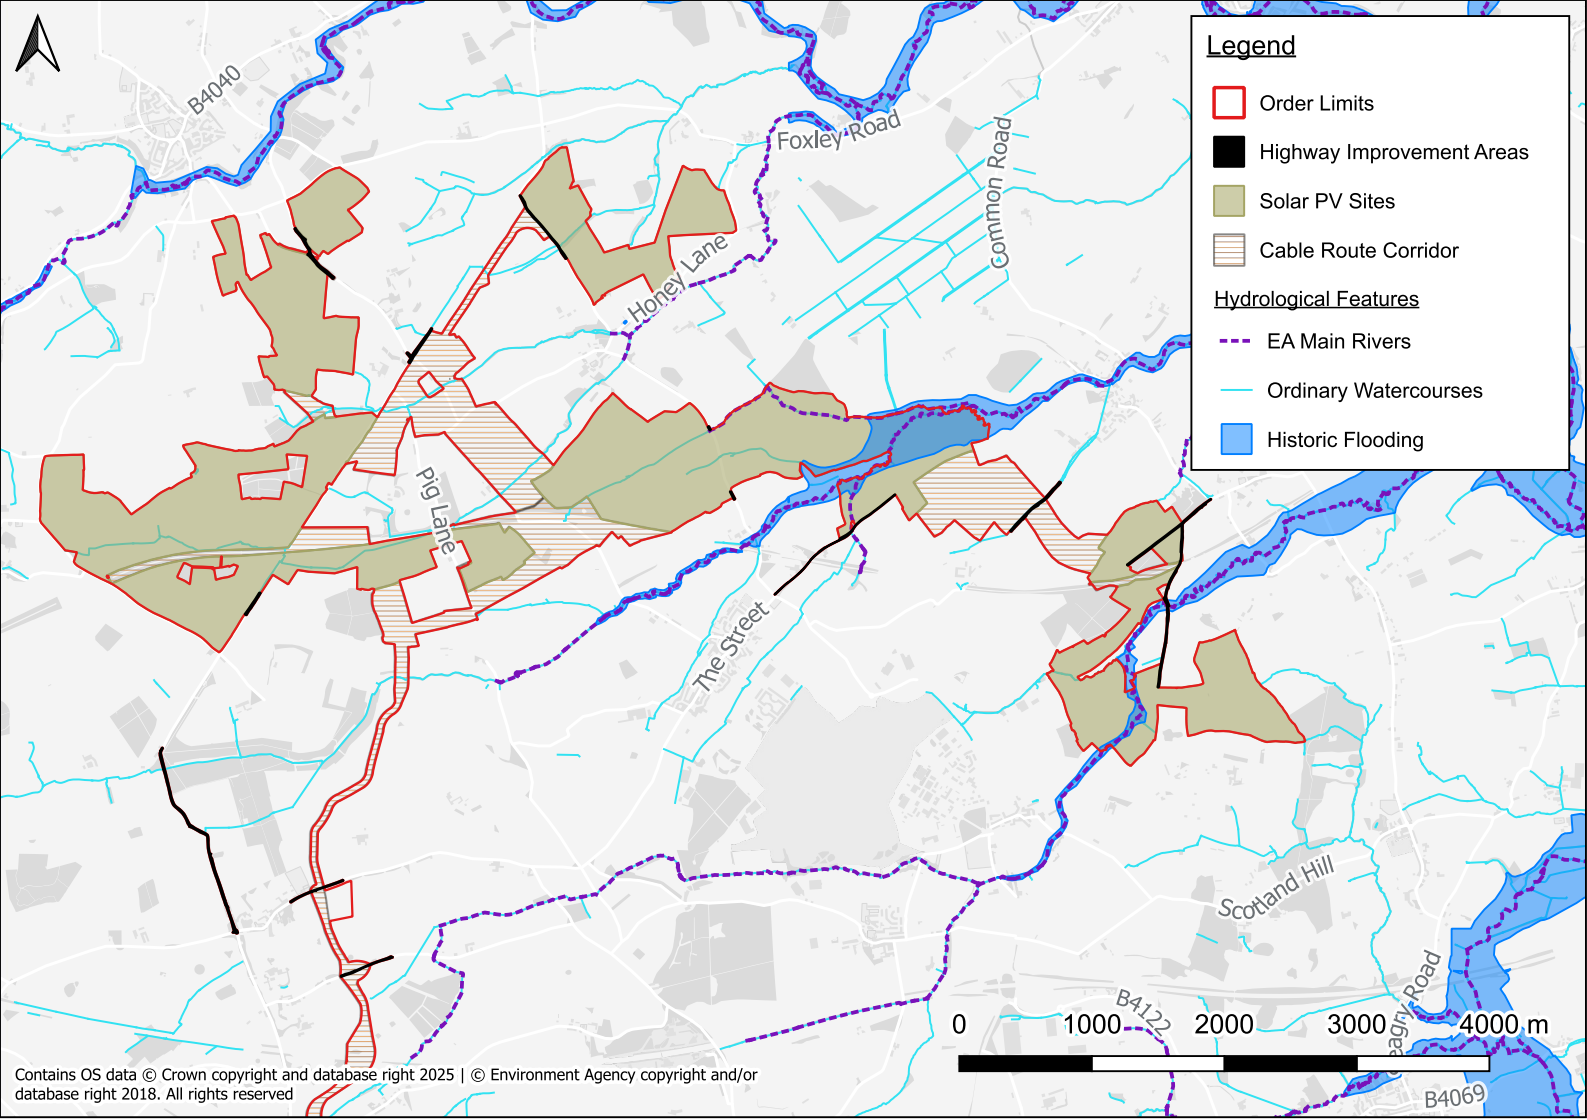 Legend
Order Limits
Highway Improvement Areas
Solar PV Sites
Cable Route Corridor
Hydrological Features
EA Main Rivers
Ordinary Watercourses
Historic Flooding
B4040
Foxley Road
Common Road
Honey Lane
Pig Lane
The Street
Scotland Hill
B4122
eagry Road
B4069
0 1000 2000 3000 4000 m
Contains OS data © Crown copyright and database right 2025 | © Environment Agency copyright and/or
database right 2018. All rights reserved